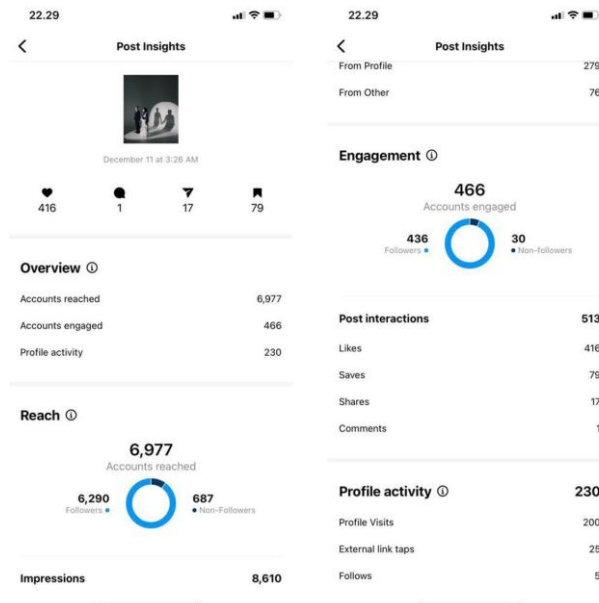 22.29
Post Insights
December 11 at 3:26 AM
416 1 17 79
Overview
Accounts reached 6,977
Accounts engaged 466
Profile activity 230
Reach
6,977
Accounts reached
6,290 687
Followers Non-Followers
Impressions 8,610
22.29
Post Insights
From Profile 279
From Other 76
Engagement
466
Accounts engaged
436 30
Followers Non-followers
Post interactions 513
Likes 416
Saves 79
Shares 17
Comments 1
Profile activity 230
Profile Visits 200
External link taps 25
Follows 5